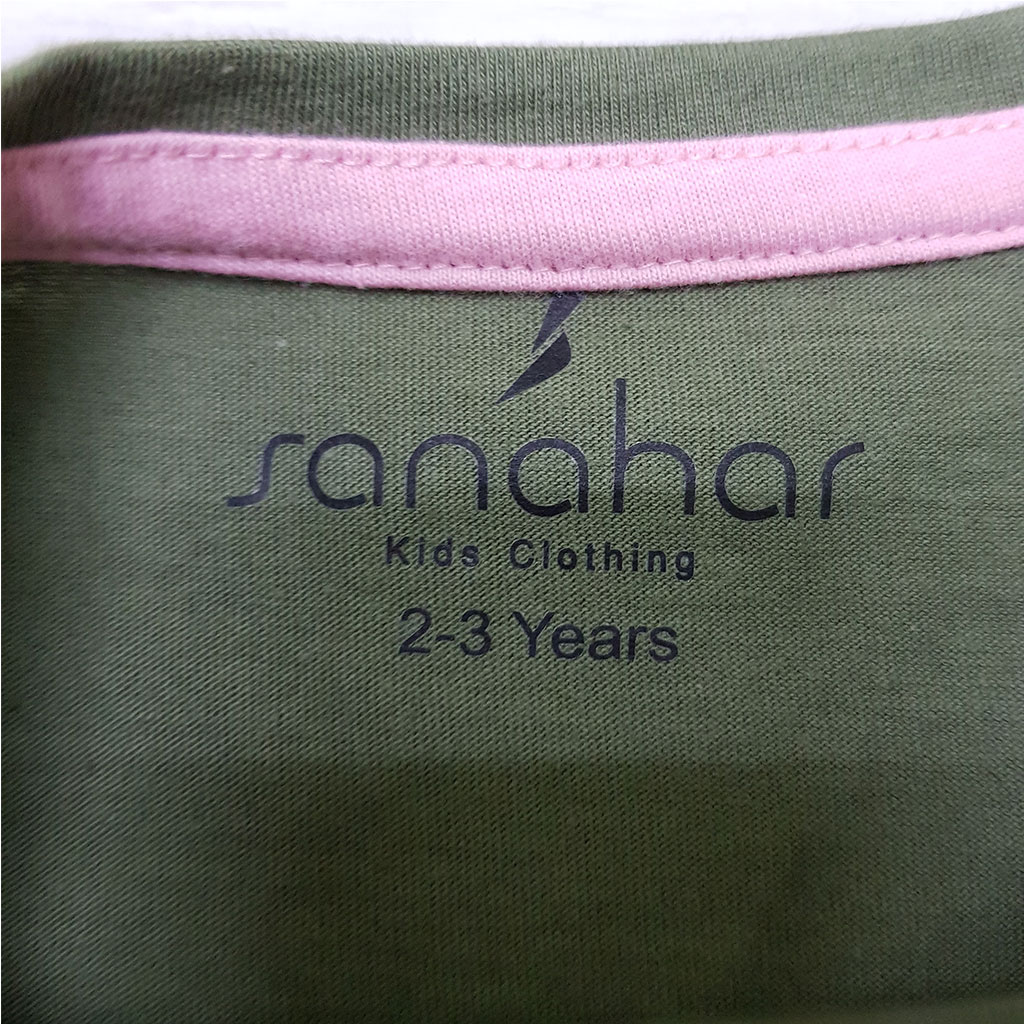 sanahar
Kids Clothing
2-3 Years